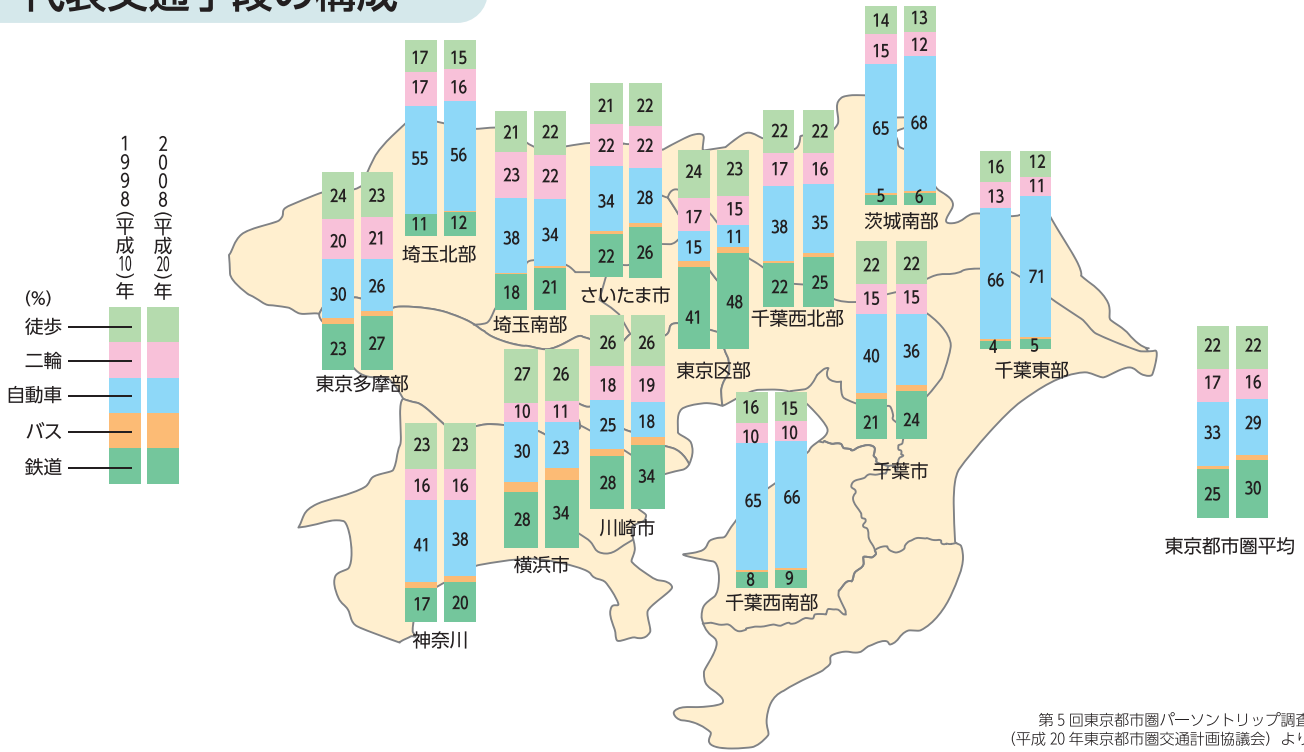 代表交通手段の構成
1998（平成10）年
2008（平成20）年
(%)
徒歩
二輪
自動車
バス
鉄道
24 23
20 21
30 26
23 27
東京多摩部
17 15
17 16
55 56
11 12
埼玉北部
21 22
23 22
38 34
18 21
埼玉南部
21 22
22 22
34 28
22 26
さいたま市
24 23
17 15
15 11
41 48
東京区部
22 22
17 16
38 35
22 25
千葉西北部
14 13
15 12
65 68
5 6
茨城南部
16 12
13 11
66 71
4 5
千葉東部
22 22
15 15
40 36
21 24
千葉市
23 23
16 16
41 38
17 20
神奈川
27 26
10 11
30 23
28 34
横浜市
26 26
18 19
25 18
28 34
川崎市
16 15
10 10
65 66
8 9
千葉西南部
22 22
17 16
33 29
25 30
東京都市圏平均
第5回東京都市圏パーソントリップ調査
（平成20年東京都市圏交通計画協議会）より